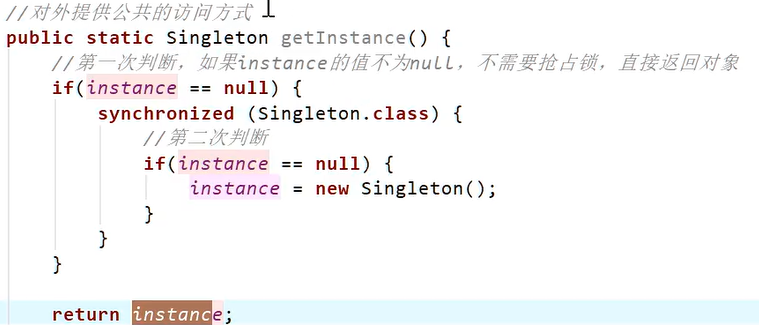 //对外提供公共的访问方式
public static Singleton getInstance() {
//第一次判断，如果instance的值不为null，不需要抢占锁，直接返回对象
if(instance == null) {
synchronized (Singleton.class) {
//第二次判断
if(instance == null) {
instance = new Singleton();
}
}
}
return instance;